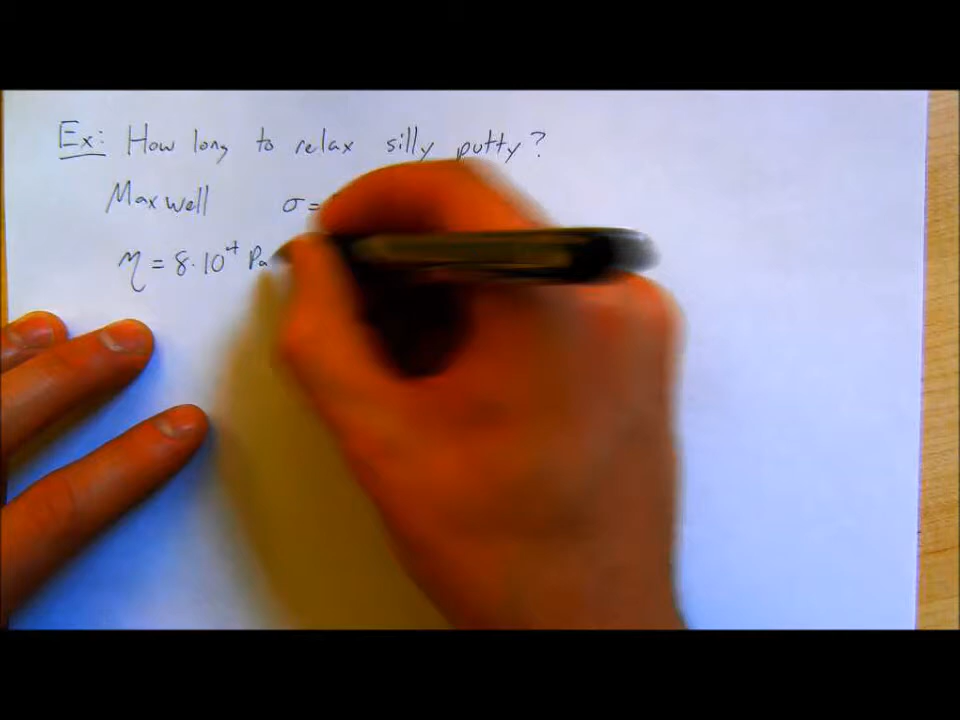 Ex: How long to relax silly putty?
Maxwell σ=
η = 8·10⁴ Pa